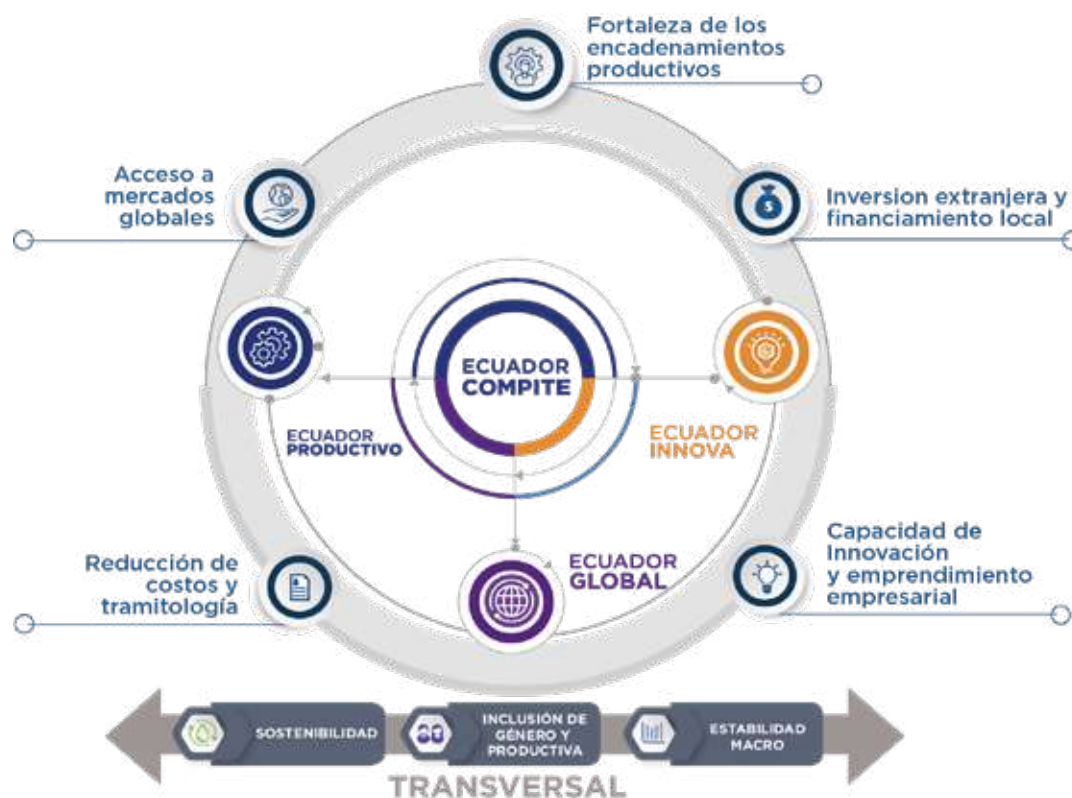 Fortaleza de los
encadenamientos
productivos
Acceso a
mercados
globales
Inversion extranjera y
financiamiento local
ECUADOR
COMPITE
ECUADOR
PRODUCTIVO
ECUADOR
INNOVA
ECUADOR
GLOBAL
Reducción de
costos y
tramitología
Capacidad de
Innovación
y emprendimiento
empresarial
SOSTENIBILIDAD
INCLUSIÓN DE
GÉNERO Y
PRODUCTIVA
ESTABILIDAD
MACRO
TRANSVERSAL